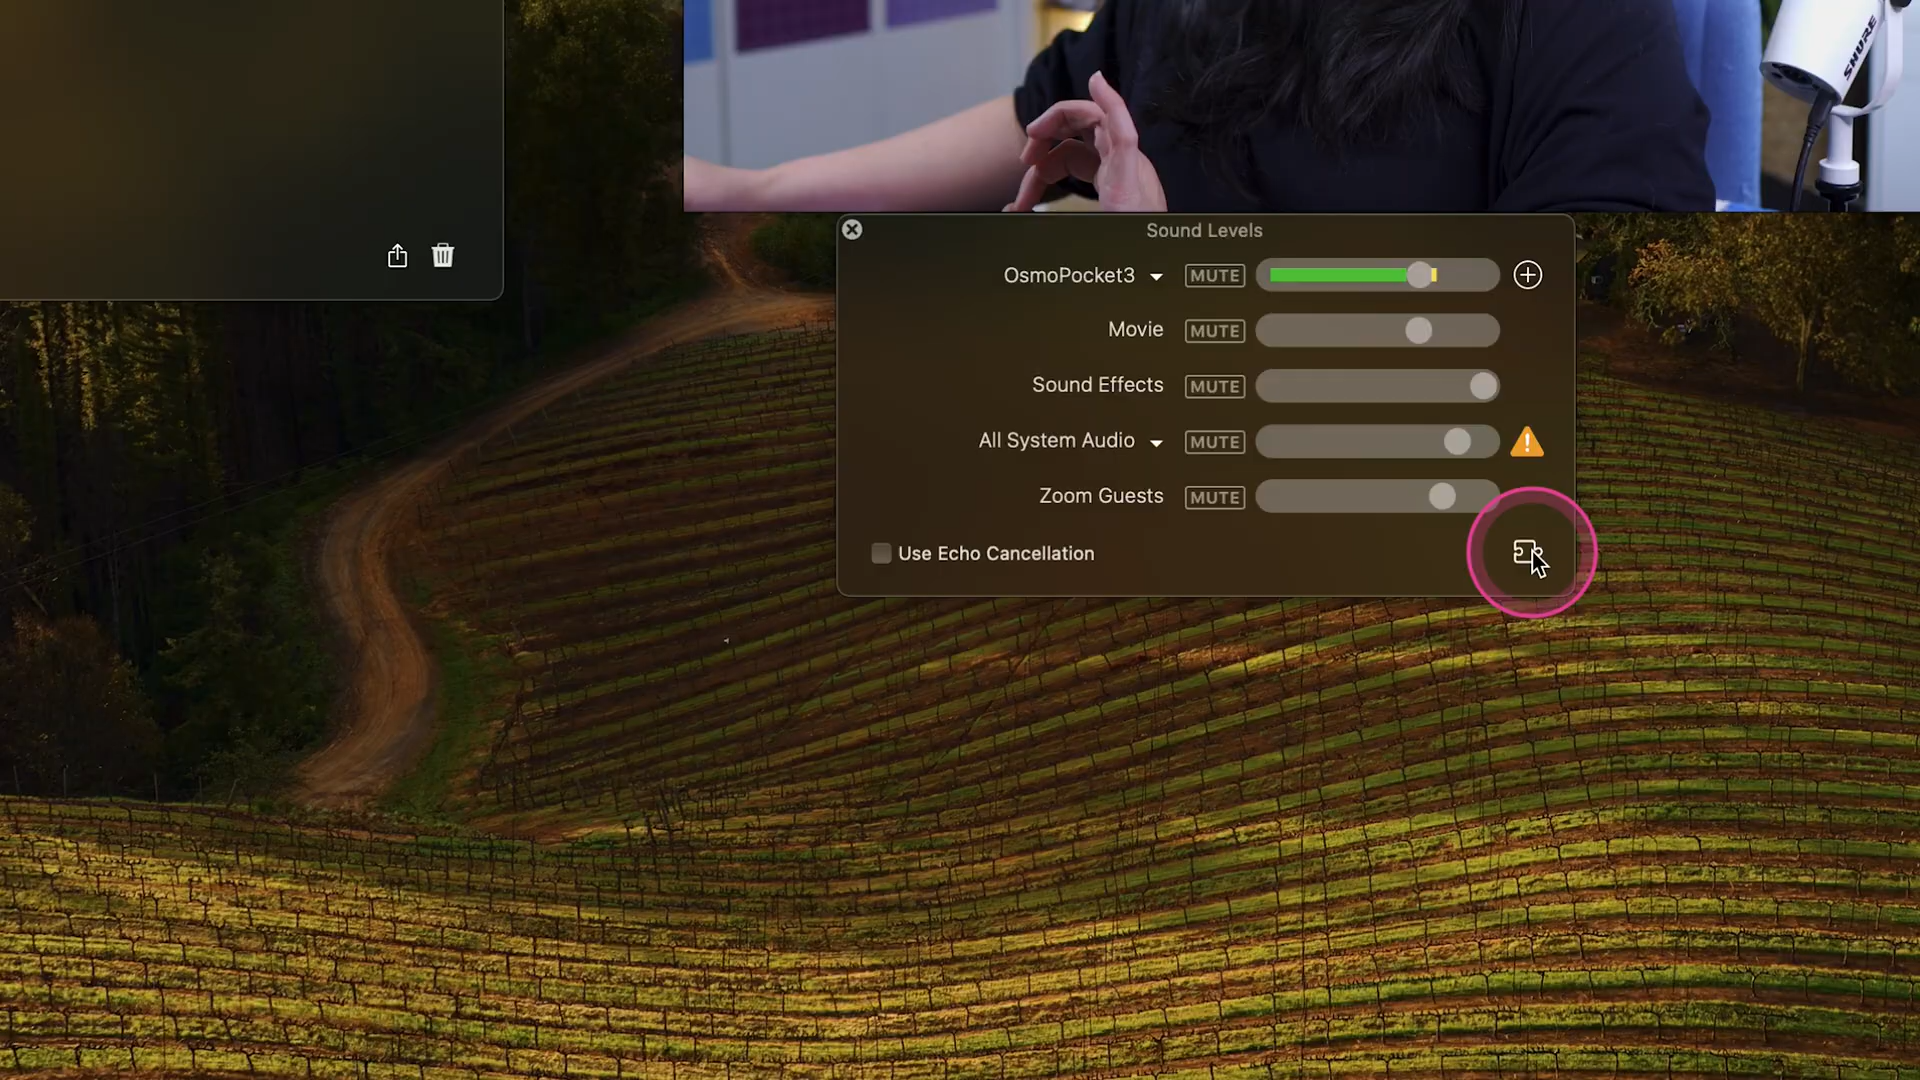 SHURE
Sound Levels
OsmoPocket3 MUTE
Movie MUTE
Sound Effects MUTE
All System Audio MUTE
Zoom Guests MUTE
Use Echo Cancellation